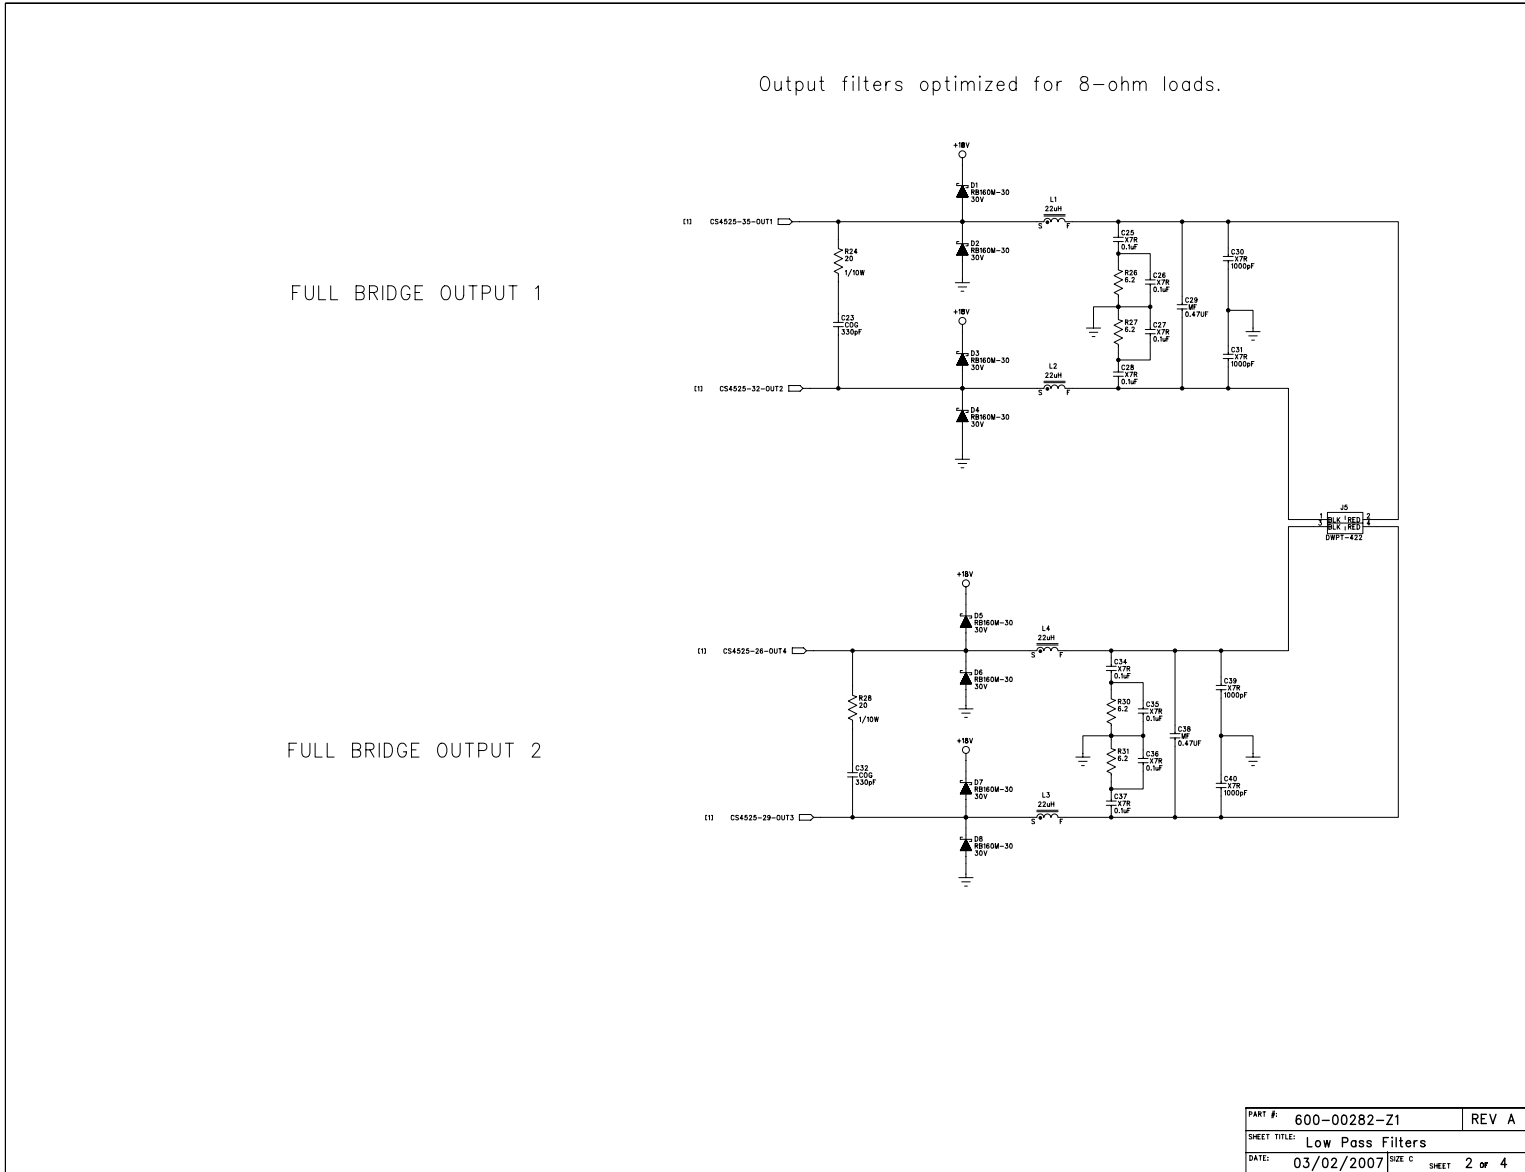 Output filters optimized for 8-ohm loads.
+18V
D1
RB160M-30
30V
L1
22uH
[1] CS4525-35-OUT1
S F
C25
X7R
0.1uF
D2
RB160M-30
30V
R24
20
1/10W
C30
X7R
1000pF
R26
6.2
C26
X7R
0.1uF
FULL BRIDGE OUTPUT 1
C29
MF
0.47UF
+18V
C23
COG
330pF
R27
6.2
C27
X7R
0.1uF
D3
RB160M-30
30V
C31
X7R
1000pF
L2
22uH
C28
X7R
0.1uF
[1] CS4525-32-OUT2
S F
D4
RB160M-30
30V
J5
1 BLK RED 2
3 BLK RED 4
DWPT-422
+18V
D5
RB160M-30
30V
L4
22uH
[1] CS4525-26-OUT4
S F
C34
X7R
0.1uF
D6
RB160M-30
30V
C39
X7R
1000pF
R28
20
1/10W
R30
6.2
C35
X7R
0.1uF
C38
MF
0.47UF
FULL BRIDGE OUTPUT 2
+18V
R31
6.2
C36
X7R
0.1uF
C32
COG
330pF
D7
RB160M-30
30V
C40
X7R
1000pF
L3
22uH
C37
X7R
0.1uF
[1] CS4525-29-OUT3
S F
D8
RB160M-30
30V
PART #: 600-00282-Z1 REV A
SHEET TITLE: Low Pass Filters
DATE: 03/02/2007 SIZE C SHEET 2 OF 4